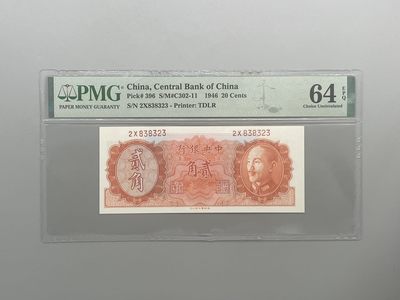 PMG
PAPER MONEY GUARANTY
China, Central Bank of China
Pick# 396 S/M#C302-11 1946 20 Cents
S/N 2X838323 - Printer: TDLR
64 EPQ
Choice Uncirculated
2X838323 2X838323
行銀央中
貳角
角貳